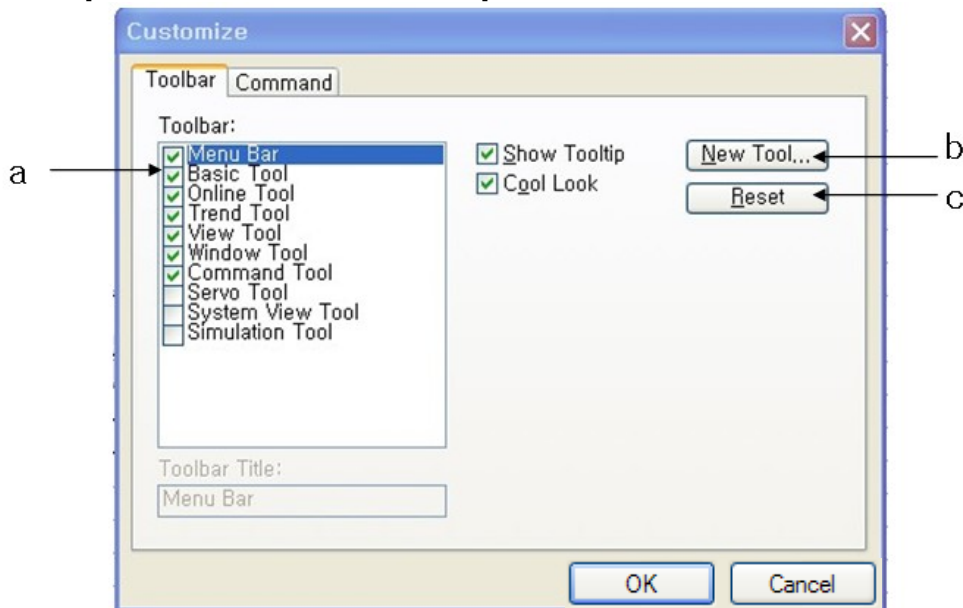 Customize
Toolbar Command
Toolbar:
Menu Bar
Basic Tool
Online Tool
Trend Tool
View Tool
Window Tool
Command Tool
Servo Tool
System View Tool
Simulation Tool
Show Tooltip
Cool Look
New Tool...
Reset
a
b
c
Toolbar Title:
Menu Bar
OK Cancel